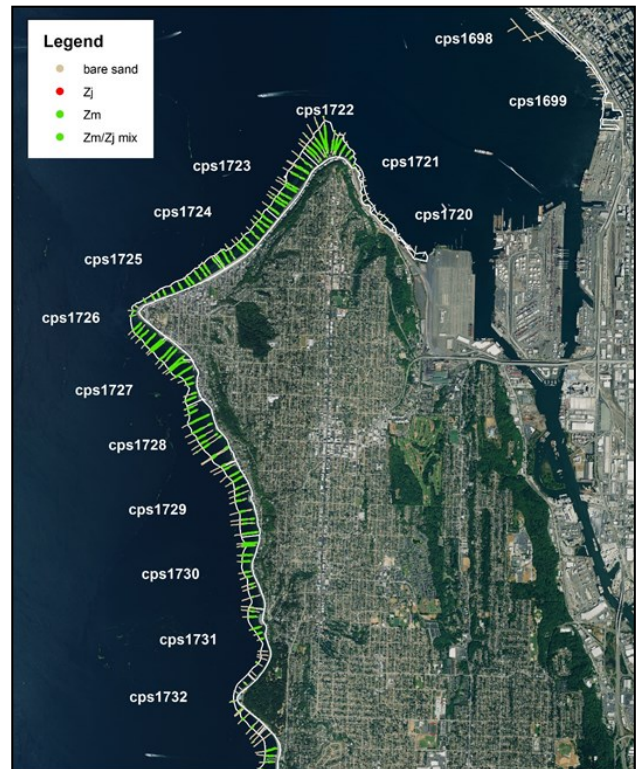 Legend
bare sand
Zj
Zm
Zm/Zj mix
cps1698
cps1699
cps1722
cps1721
cps1723
cps1720
cps1724
cps1725
cps1726
cps1727
cps1728
cps1729
cps1730
cps1731
cps1732